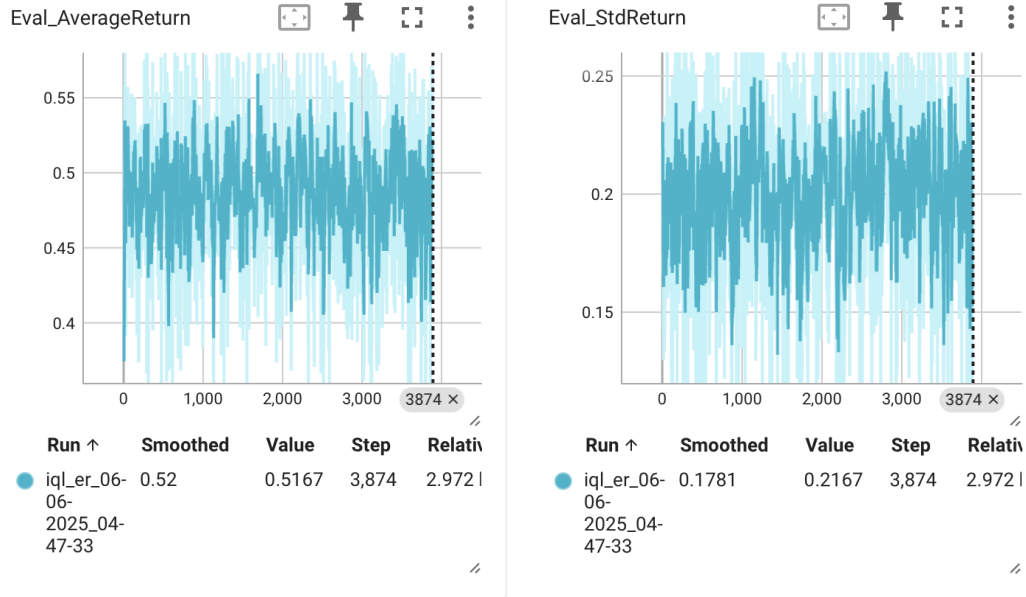 Eval_AverageReturn
0.55
0.5
0.45
0.4
0 1,000 2,000 3,000 3874 ×
Run ↑ Smoothed Value Step Relativ
iql_er_06- 0.52 0.5167 3,874 2.972
06-
2025_04-
47-33
Eval_StdReturn
0.25
0.2
0.15
0 1,000 2,000 3,000 3874 ×
Run ↑ Smoothed Value Step Relativ
iql_er_06- 0.1781 0.2167 3,874 2.972
06-
2025_04-
47-33